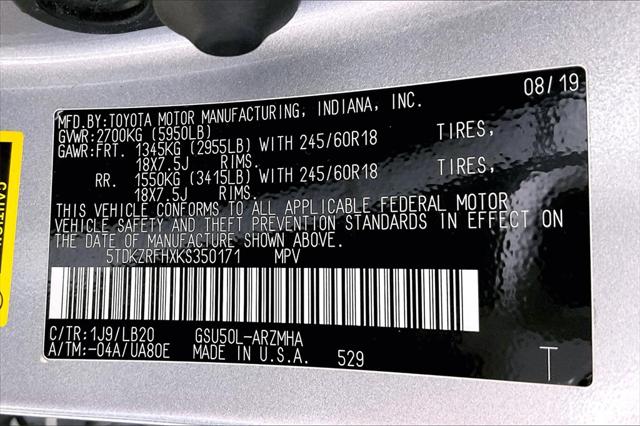 08/19
MFD.BY:TOYOTA MOTOR MANUFACTURING, INDIANA, INC.
GVWR:2700KG (5950LB)
GAWR:FRT. 1345KG (2955LB) WITH 245/60R18 TIRES,
18X7.5J RIMS.
RR. 1550KG (3415LB) WITH 245/60R18 TIRES,
18X7.5J RIMS.
THIS VEHICLE CONFORMS TO ALL APPLICABLE FEDERAL MOTOR
VEHICLE SAFETY AND THEFT PREVENTION STANDARDS IN EFFECT ON
THE DATE OF MANUFACTURE SHOWN ABOVE.
5TDKZRFHXKS350171 MPV
C/TR:1J9/LB20 GSU50L-ARZMHA
A/TM:-04A/UA80E MADE IN U.S.A. 529
T
CAUTION